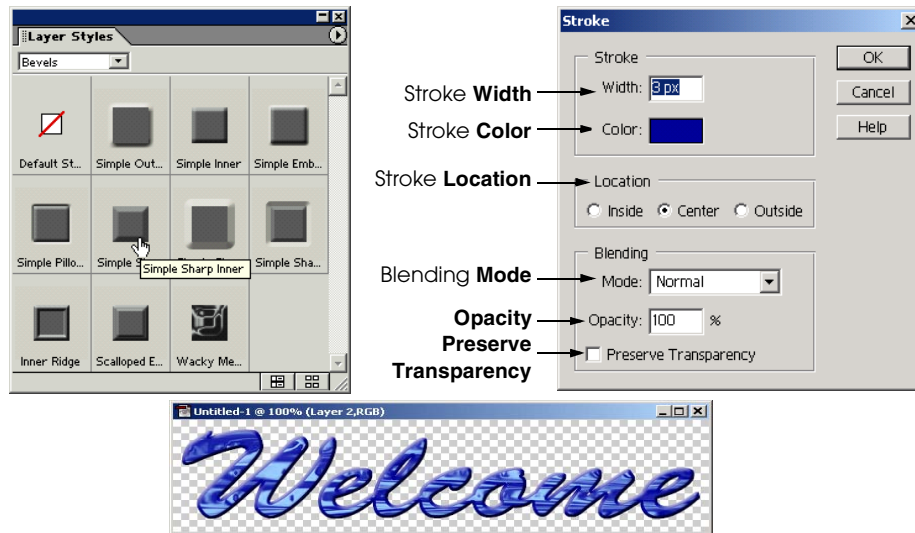 Layer Styles
Bevels
Default St...
Simple Out...
Simple Inner
Simple Emb...
Simple Pillo...
Simple S
Simple Sha...
Simple Sharp Inner
Inner Ridge
Scalloped E...
Wacky Me...
Stroke Width
Stroke Color
Stroke Location
Blending Mode
Opacity
Preserve
Transparency
Stroke
Stroke
Width: 3 px
Color:
Location
Inside Center Outside
Blending
Mode: Normal
Opacity: 100 %
Preserve Transparency
OK
Cancel
Help
Untitled-1 @ 100% (Layer 2,RGB)
Welcome